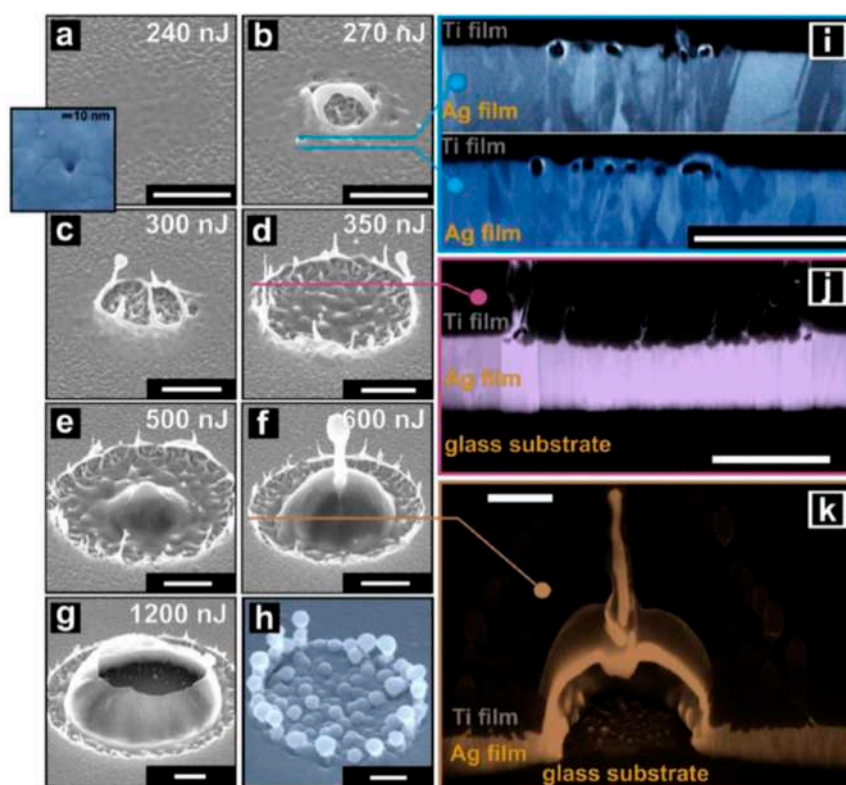 a
240 nJ
10 nm
b
270 nJ
c
300 nJ
d
350 nJ
e
500 nJ
f
600 nJ
g
1200 nJ
h
i
Ti film
Ag film
Ti film
Ag film
j
Ti film
Ag film
glass substrate
k
Ti film
Ag film
glass substrate